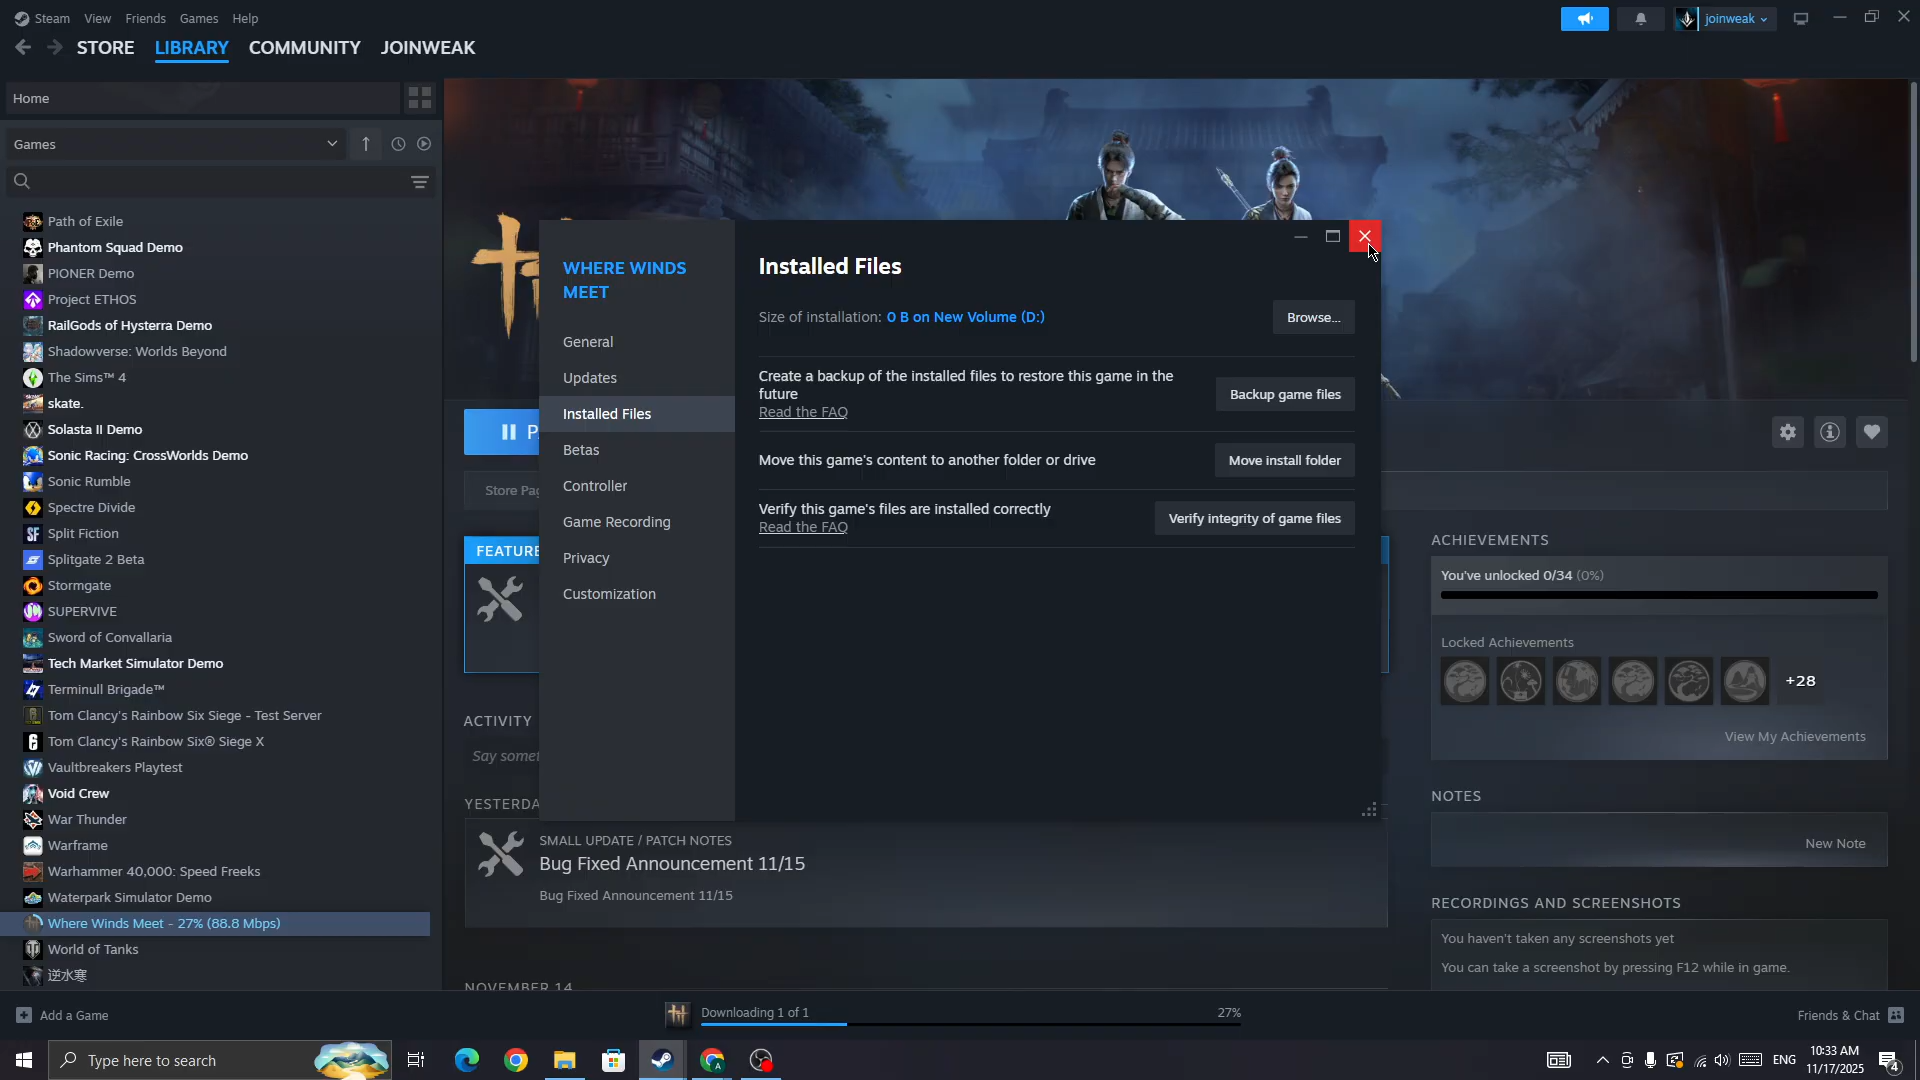 Steam View Friends Games Help
joinweak
STORE LIBRARY COMMUNITY JOINWEAK
Home
Games
Path of Exile
Phantom Squad Demo
PIONER Demo
Project ETHOS
RailGods of Hysterra Demo
Shadowverse: Worlds Beyond
The Sims™ 4
skate.
Solasta II Demo
Sonic Racing: CrossWorlds Demo
Sonic Rumble
Spectre Divide
Split Fiction
Splitgate 2 Beta
Stormgate
SUPERVIVE
Sword of Convallaria
Tech Market Simulator Demo
Terminull Brigade™
Tom Clancy's Rainbow Six Siege - Test Server
Tom Clancy's Rainbow Six® Siege X
Vaultbreakers Playtest
Void Crew
War Thunder
Warframe
Warhammer 40,000: Speed Freeks
Waterpark Simulator Demo
Where Winds Meet - 27% (88.8 Mbps)
World of Tanks
逆水寒
Add a Game
WHERE WINDS
MEET
General
Updates
Installed Files
Betas
Controller
Game Recording
Privacy
Customization
Installed Files
Size of installation: 0 B on New Volume (D:)
Browse...
Create a backup of the installed files to restore this game in the
future
Read the FAQ
Backup game files
Move this game's content to another folder or drive
Move install folder
Verify this game's files are installed correctly
Read the FAQ
Verify integrity of game files
P
Store Pag
FEATURE
ACTIVITY
Say somet
YESTERDA
SMALL UPDATE / PATCH NOTES
Bug Fixed Announcement 11/15
Bug Fixed Announcement 11/15
NOVEMBER 14
ACHIEVEMENTS
You've unlocked 0/34 (0%)
Locked Achievements
+28
View My Achievements
NOTES
New Note
RECORDINGS AND SCREENSHOTS
You haven't taken any screenshots yet
You can take a screenshot by pressing F12 while in game.
Downloading 1 of 1
27%
Friends & Chat
Type here to search
ENG
10:33 AM
11/17/2025
4